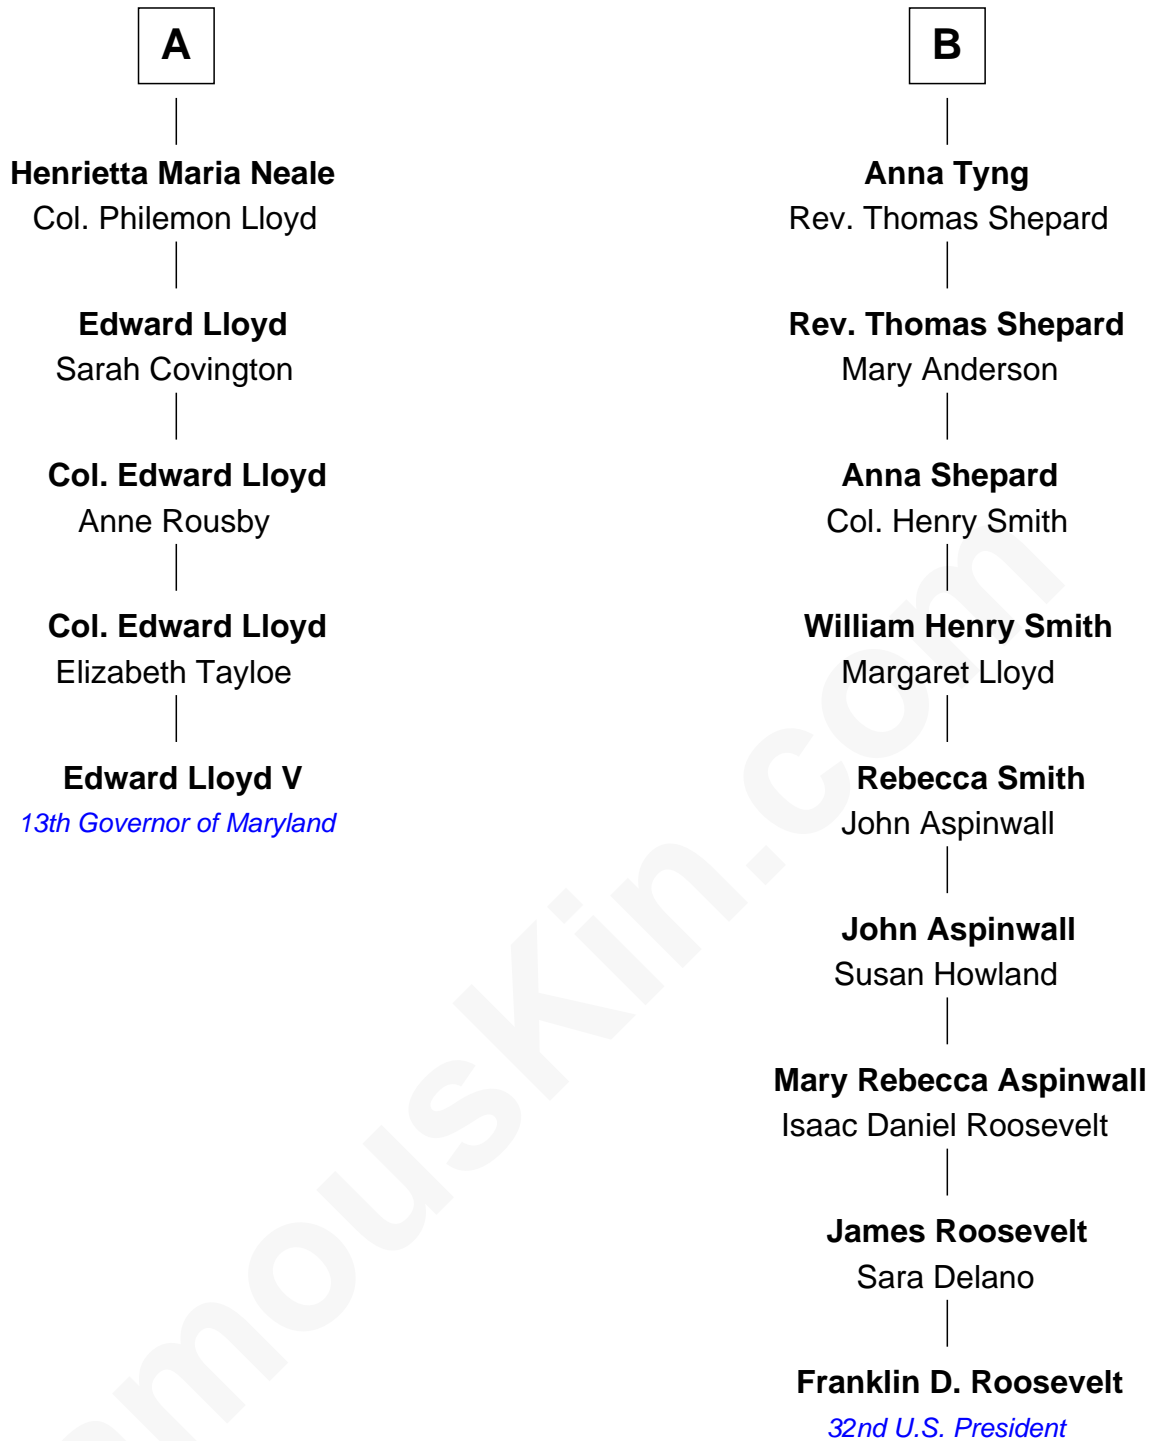 A
Henrietta Maria Neale
Col. Philemon Lloyd
Edward Lloyd
Sarah Covington
Col. Edward Lloyd
Anne Rousby
Col. Edward Lloyd
Elizabeth Tayloe
Edward Lloyd V
13th Governor of Maryland
B
Anna Tyng
Rev. Thomas Shepard
Rev. Thomas Shepard
Mary Anderson
Anna Shepard
Col. Henry Smith
William Henry Smith
Margaret Lloyd
Rebecca Smith
John Aspinwall
John Aspinwall
Susan Howland
Mary Rebecca Aspinwall
Isaac Daniel Roosevelt
James Roosevelt
Sara Delano
Franklin D. Roosevelt
32nd U.S. President
amouskin.com